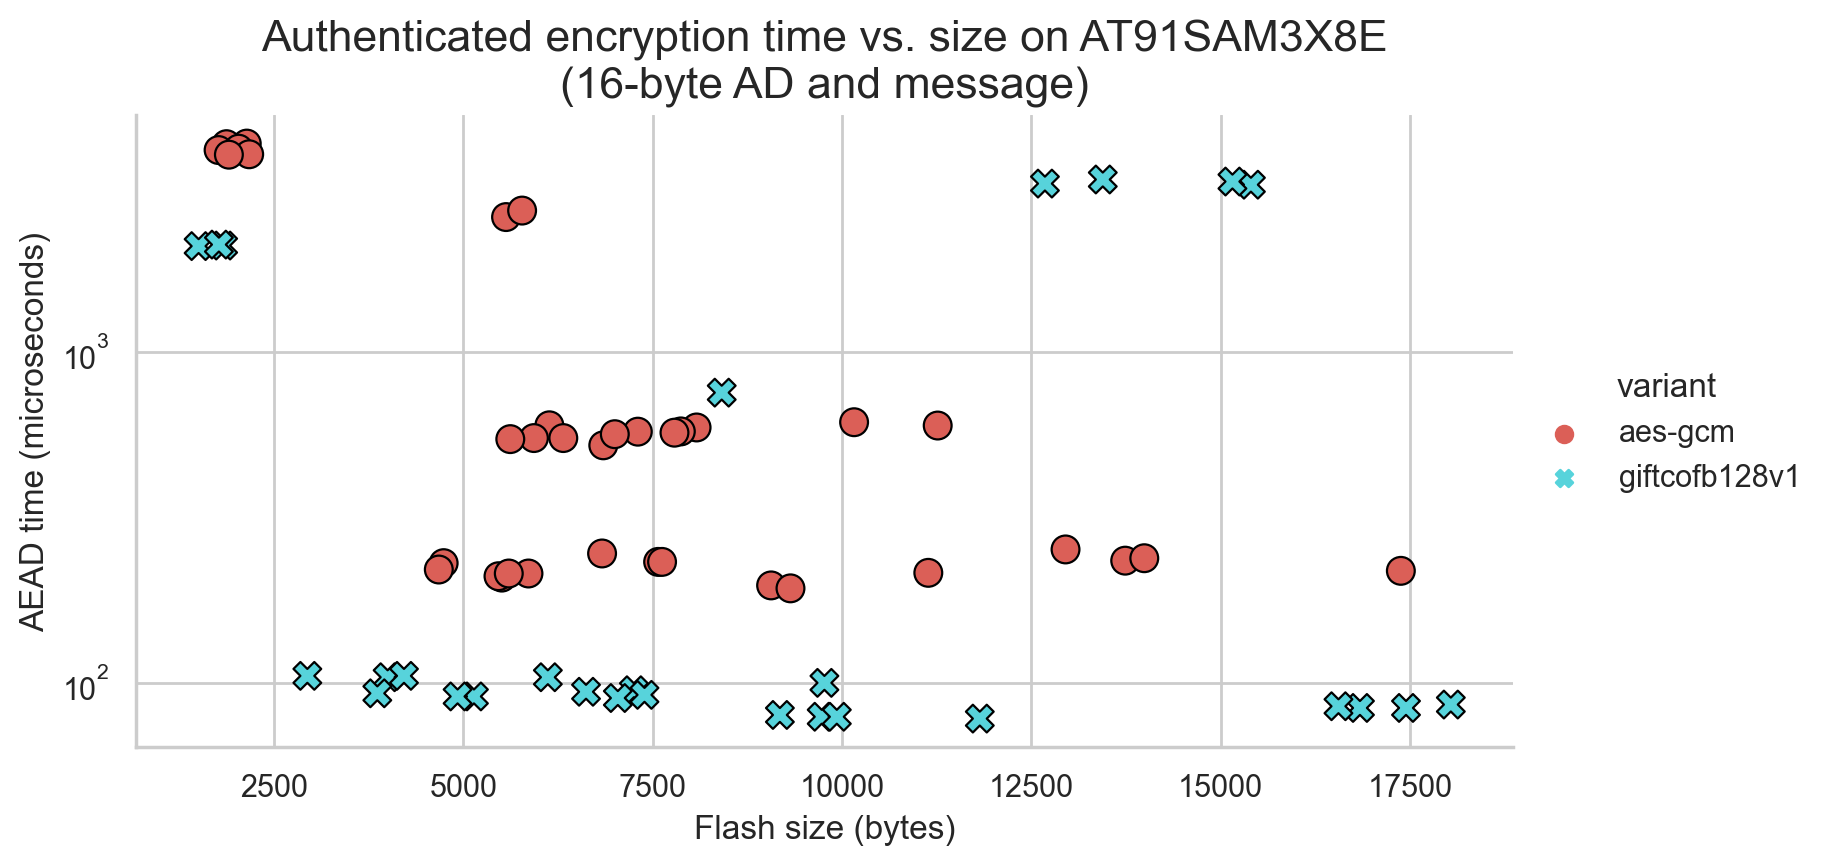 Authenticated encryption time vs. size on AT91SAM3X8E
(16-byte AD and message)
AEAD time (microseconds)
10³
10²
2500 5000 7500 10000 12500 15000 17500
Flash size (bytes)
variant
aes-gcm
giftcofb128v1